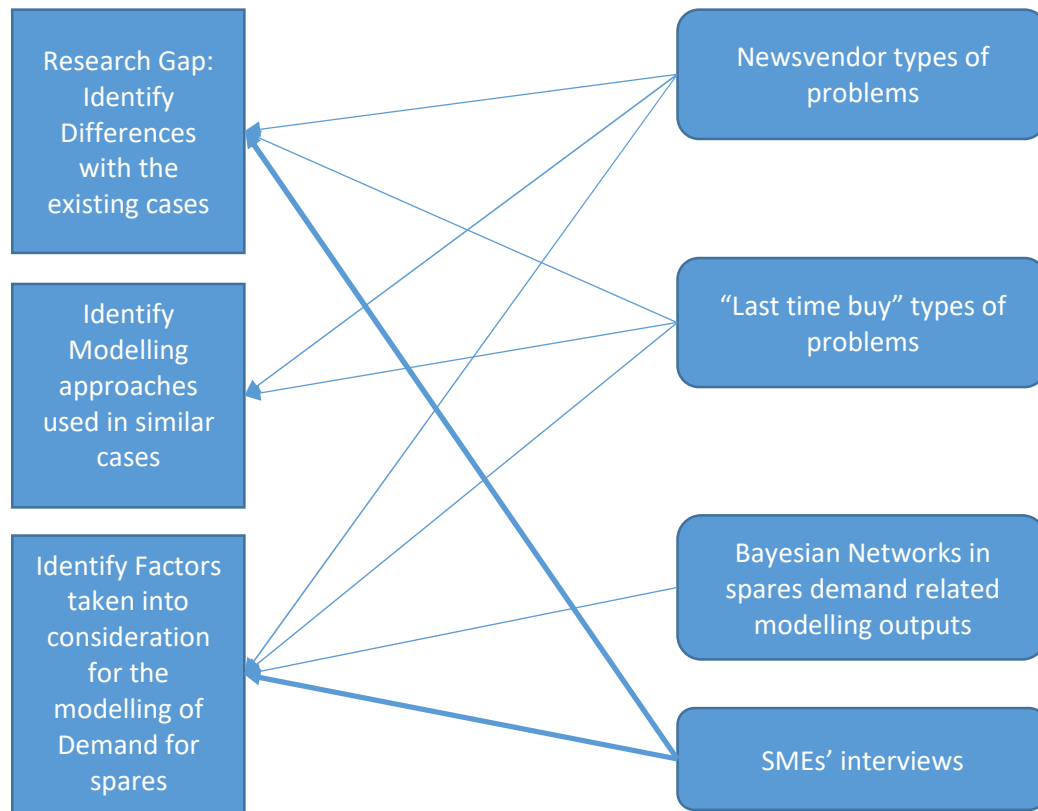 Research Gap:
Identify
Differences
with the
existing cases
Identify
Modelling
approaches
used in similar
cases
Identify Factors
taken into
consideration
for the
modelling of
Demand for
spares
Newsvendor types of
problems
“Last time buy” types of
problems
Bayesian Networks in
spares demand related
modelling outputs
SMEs’ interviews